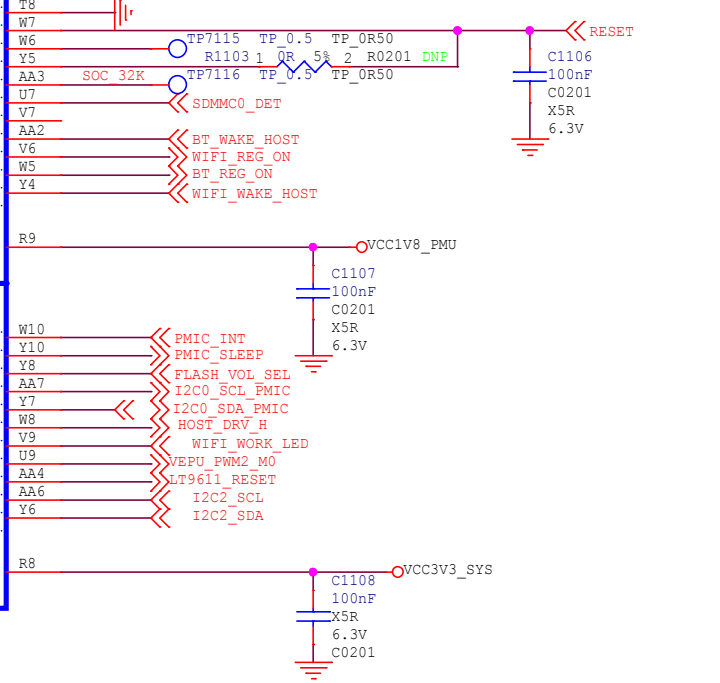 T8
W7 RESET
W6 TP7115 TP_0.5 TP_0R50
Y5 R1103 1 0R 5% 2 R0201 DNP
AA3 SOC_32K TP7116 TP_0.5 TP_0R50
C1106
100nF
C0201
X5R
6.3V
U7 SDMMC0_DET
V7
AA2 BT_WAKE_HOST
V6 WIFI_REG_ON
W5 BT_REG_ON
Y4 WIFI_WAKE_HOST
R9 VCC1V8_PMU
C1107
100nF
C0201
X5R
6.3V
W10 PMIC_INT
Y10 PMIC_SLEEP
Y8 FLASH_VOL_SEL
AA7 I2C0_SCL_PMIC
Y7 I2C0_SDA_PMIC
W8 HOST_DRV_H
V9 WIFI_WORK_LED
U9 VEPU_PWM2_M0
AA4 LT9611_RESET
AA6 I2C2_SCL
Y6 I2C2_SDA
R8 VCC3V3_SYS
C1108
100nF
X5R
6.3V
C0201